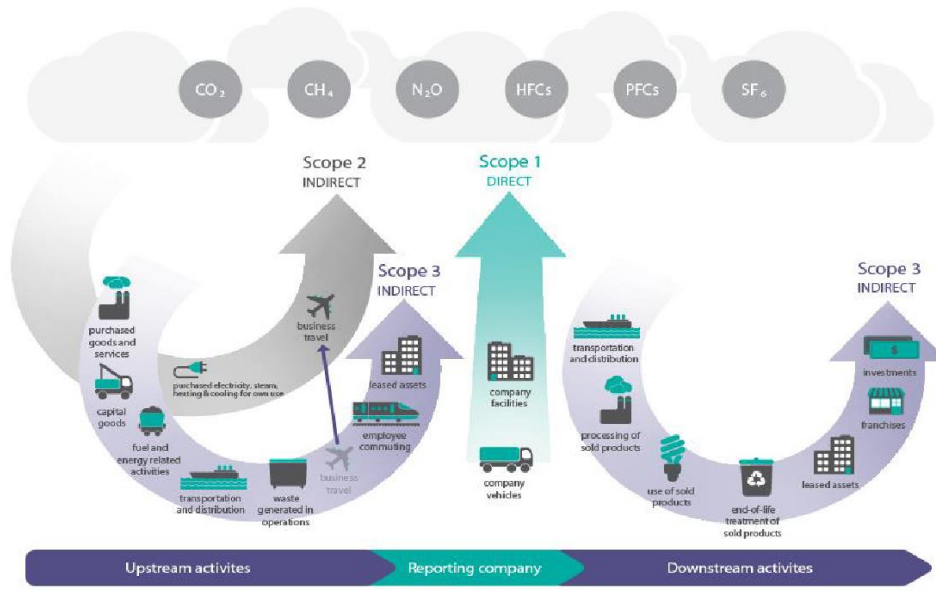 CO₂
CH₄
N₂O
HFCs
PFCs
SF₆
Scope 2
INDIRECT
Scope 1
DIRECT
Scope 3
INDIRECT
Scope 3
INDIRECT
purchased
goods and
services
capital
goods
fuel and
energy related
activities
transportation
and distribution
waste
generated in
operations
business
travel
employee
commuting
leased assets
purchased electricity, steam,
heating & cooling for own use
business
travel
company
facilities
company
vehicles
transportation
and distribution
processing of
sold products
use of sold
products
end-of-life
treatment of
sold products
leased assets
franchises
investments
Upstream activites
Reporting company
Downstream activites